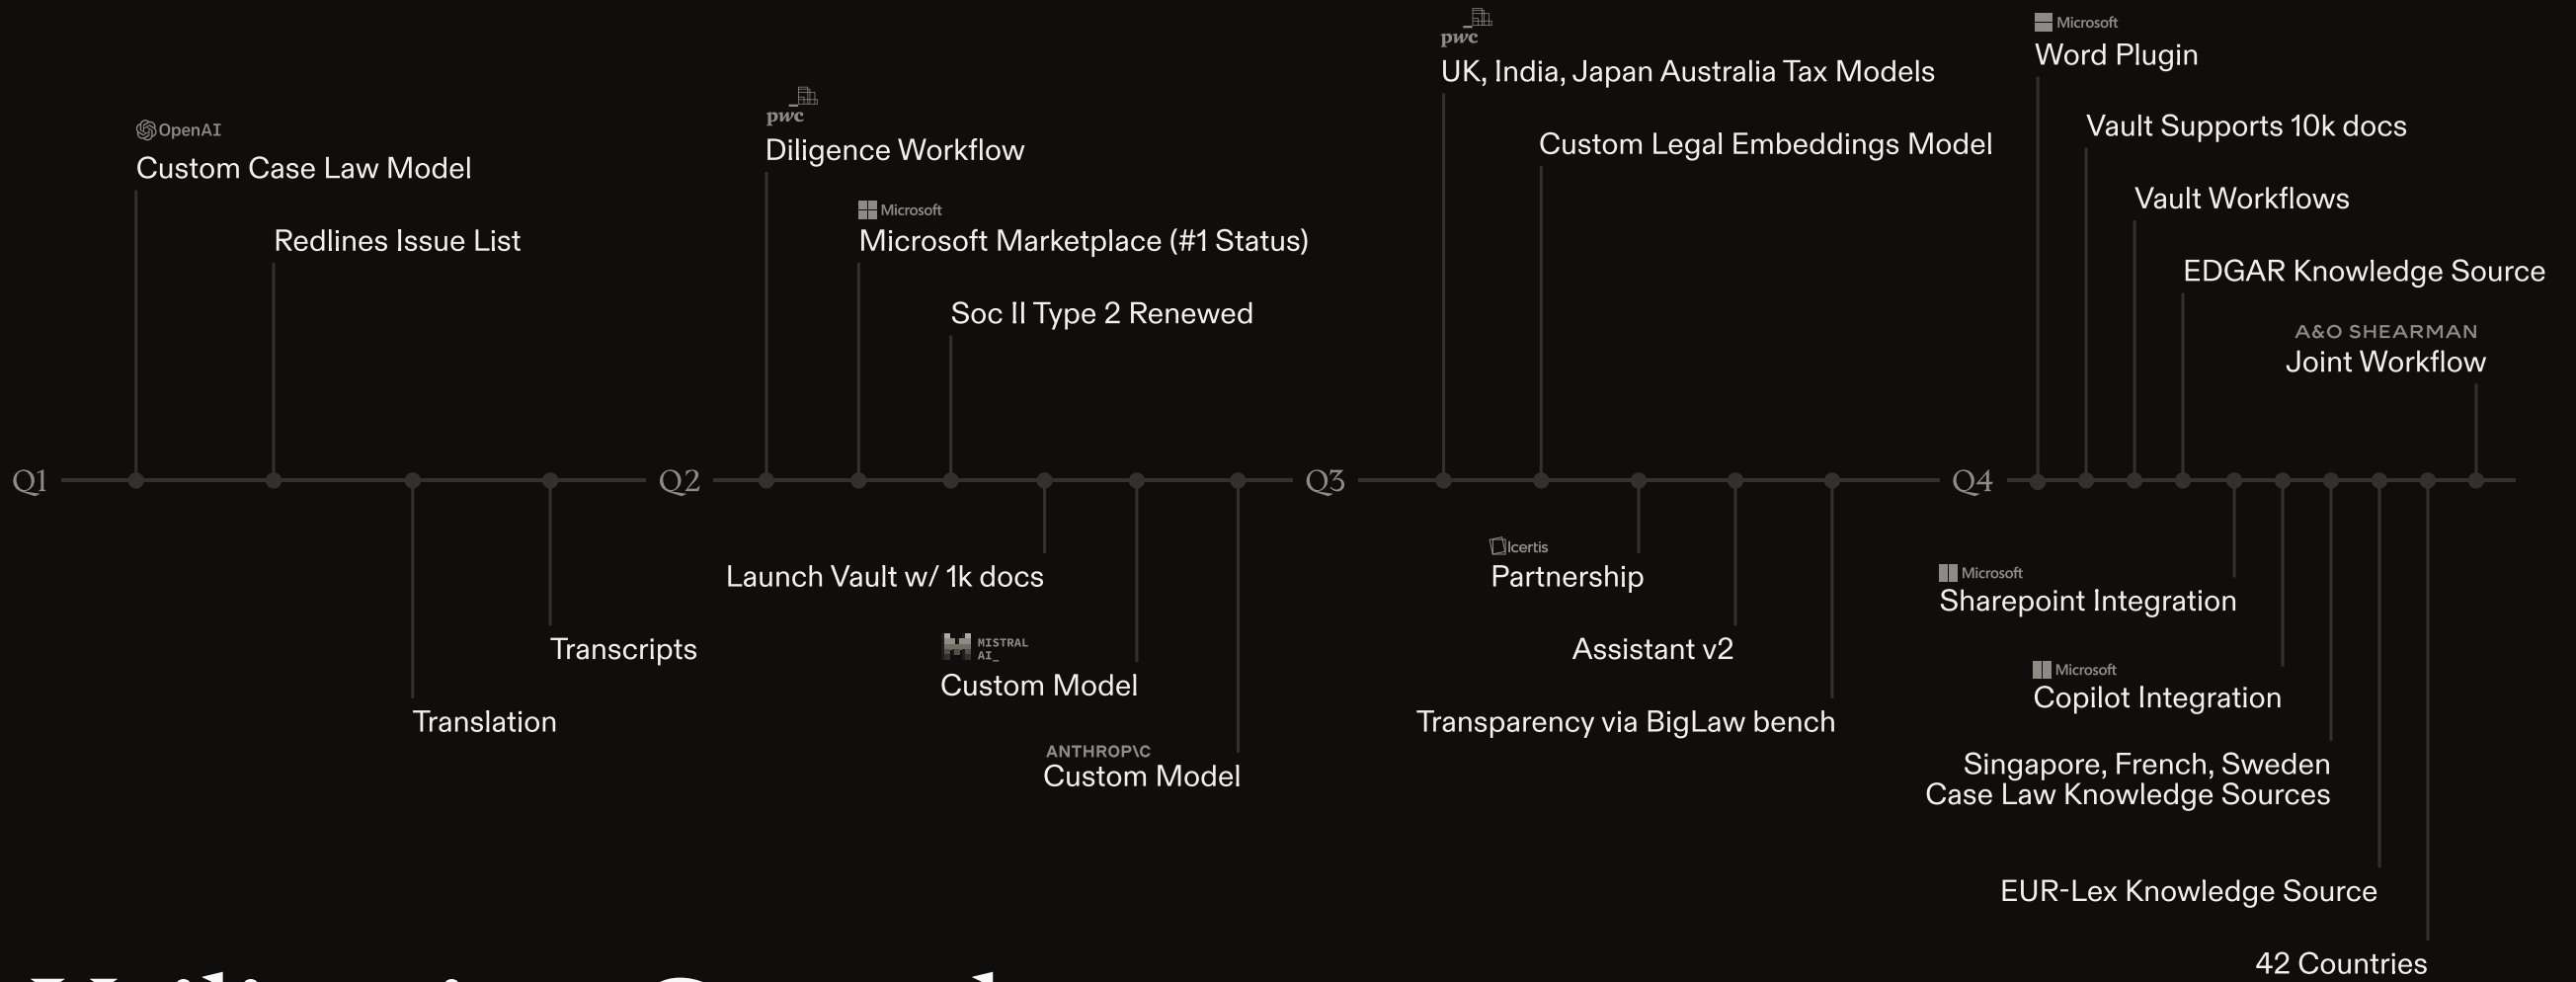 OpenAI
Custom Case Law Model
Redlines Issue List
Q1
Transcripts
Translation
pwc
Diligence Workflow
Microsoft
Microsoft Marketplace (#1 Status)
Soc II Type 2 Renewed
Q2
Launch Vault w/ 1k docs
MISTRAL
AI_
Custom Model
ANTHROP\C
Custom Model
pwc
UK, India, Japan Australia Tax Models
Custom Legal Embeddings Model
Q3
Icertis
Partnership
Assistant v2
Transparency via BigLaw bench
Microsoft
Word Plugin
Vault Supports 10k docs
Vault Workflows
EDGAR Knowledge Source
A&O SHEARMAN
Joint Workflow
Q4
Microsoft
Sharepoint Integration
Microsoft
Copilot Integration
Singapore, French, Sweden
Case Law Knowledge Sources
EUR-Lex Knowledge Source
42 Countries